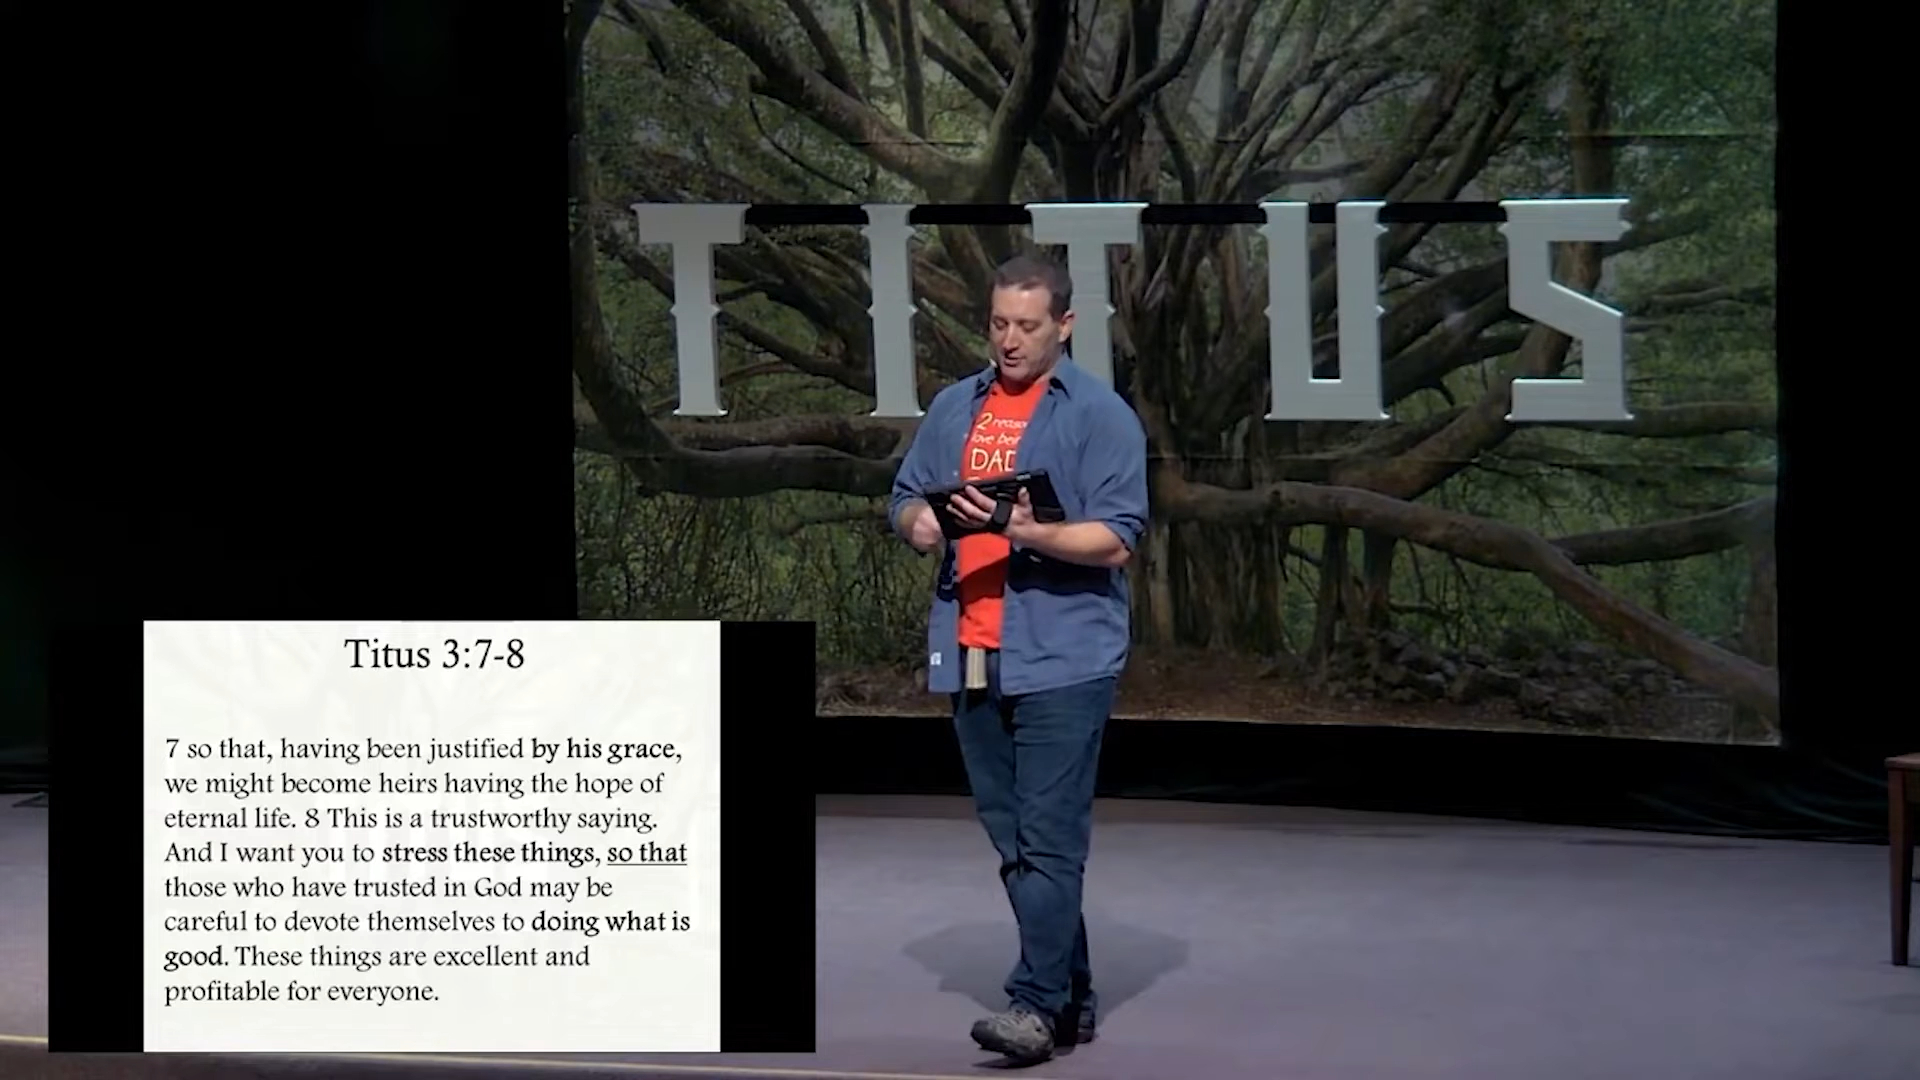 TITUS
2
DAD
Titus 3:7-8
7 so that, having been justified by his grace,
we might become heirs having the hope of
eternal life. 8 This is a trustworthy saying.
And I want you to stress these things, so that
those who have trusted in God may be
careful to devote themselves to doing what is
good. These things are excellent and
profitable for everyone.